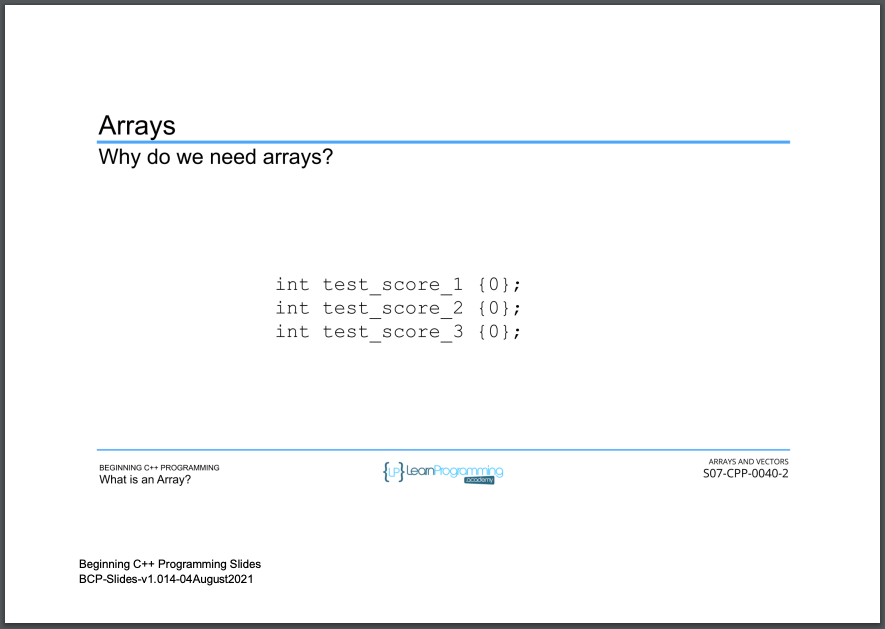 Arrays
Why do we need arrays?
int test_score_1 {0};
int test_score_2 {0};
int test_score_3 {0};
BEGINNING C++ PROGRAMMING
What is an Array?
{LP} LearnProgramming
academy
ARRAYS AND VECTORS
S07-CPP-0040-2
Beginning C++ Programming Slides
BCP-Slides-v1.014-04August2021